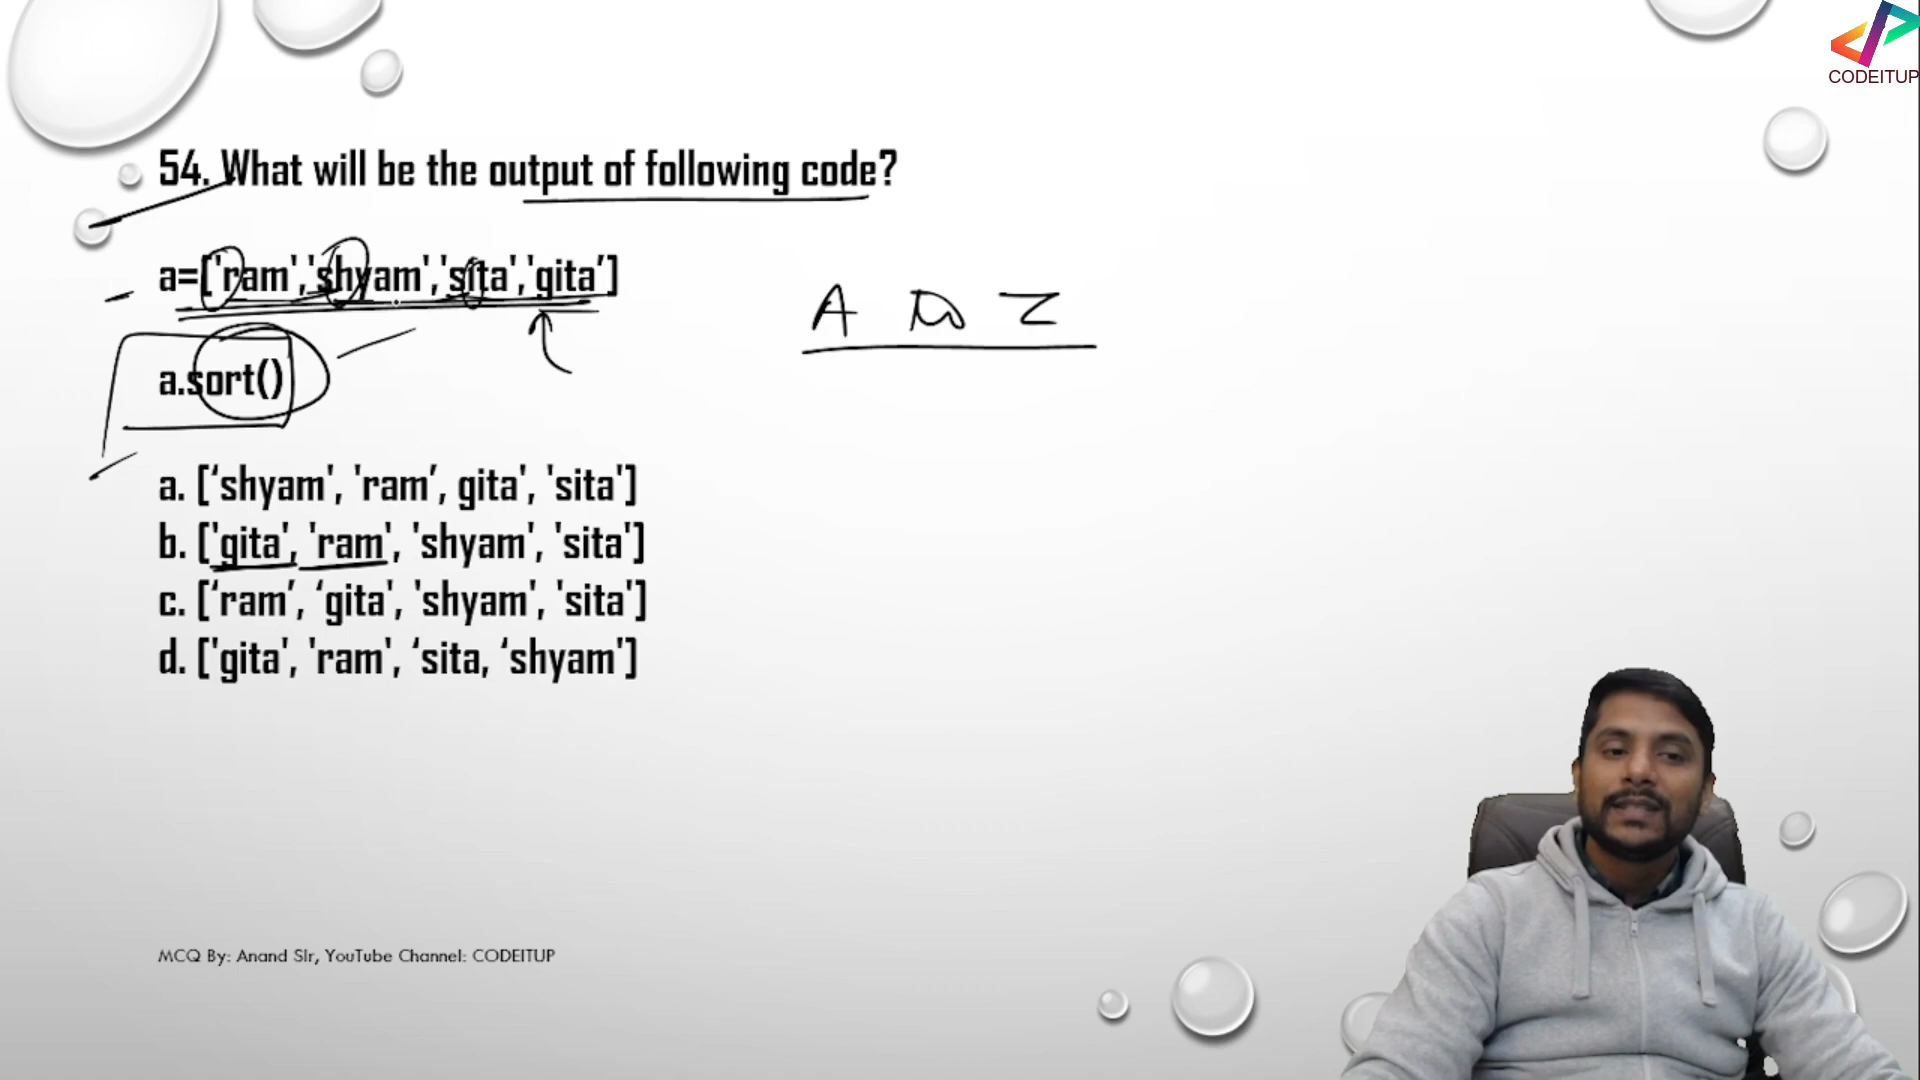 CODEITUP
54. What will be the output of following code?
a=['ram','shyam','sita','gita’]
A to Z
a.sort()
a. [‘shyam', 'ram’, gita', 'sita']
b. ['gita', 'ram', 'shyam', 'sita']
c. [‘ram’, ‘gita', 'shyam', 'sita']
d. ['gita', 'ram', ‘sita, ‘shyam']
MCQ By: Anand SIr, YouTube Channel: CODEITUP